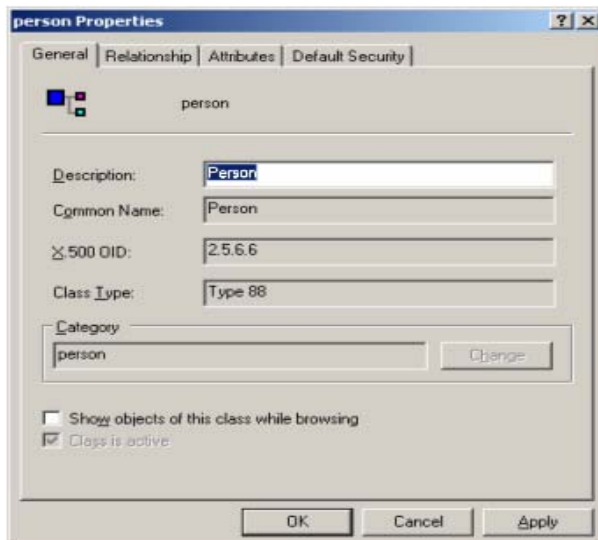 person Properties
General Relationship Attributes Default Security
person
Description: Person
Common Name: Person
X.500 OID: 2.5.6.6
Class Type: Type 88
Category
person Change
Show objects of this class while browsing
Class is active
OK Cancel Apply